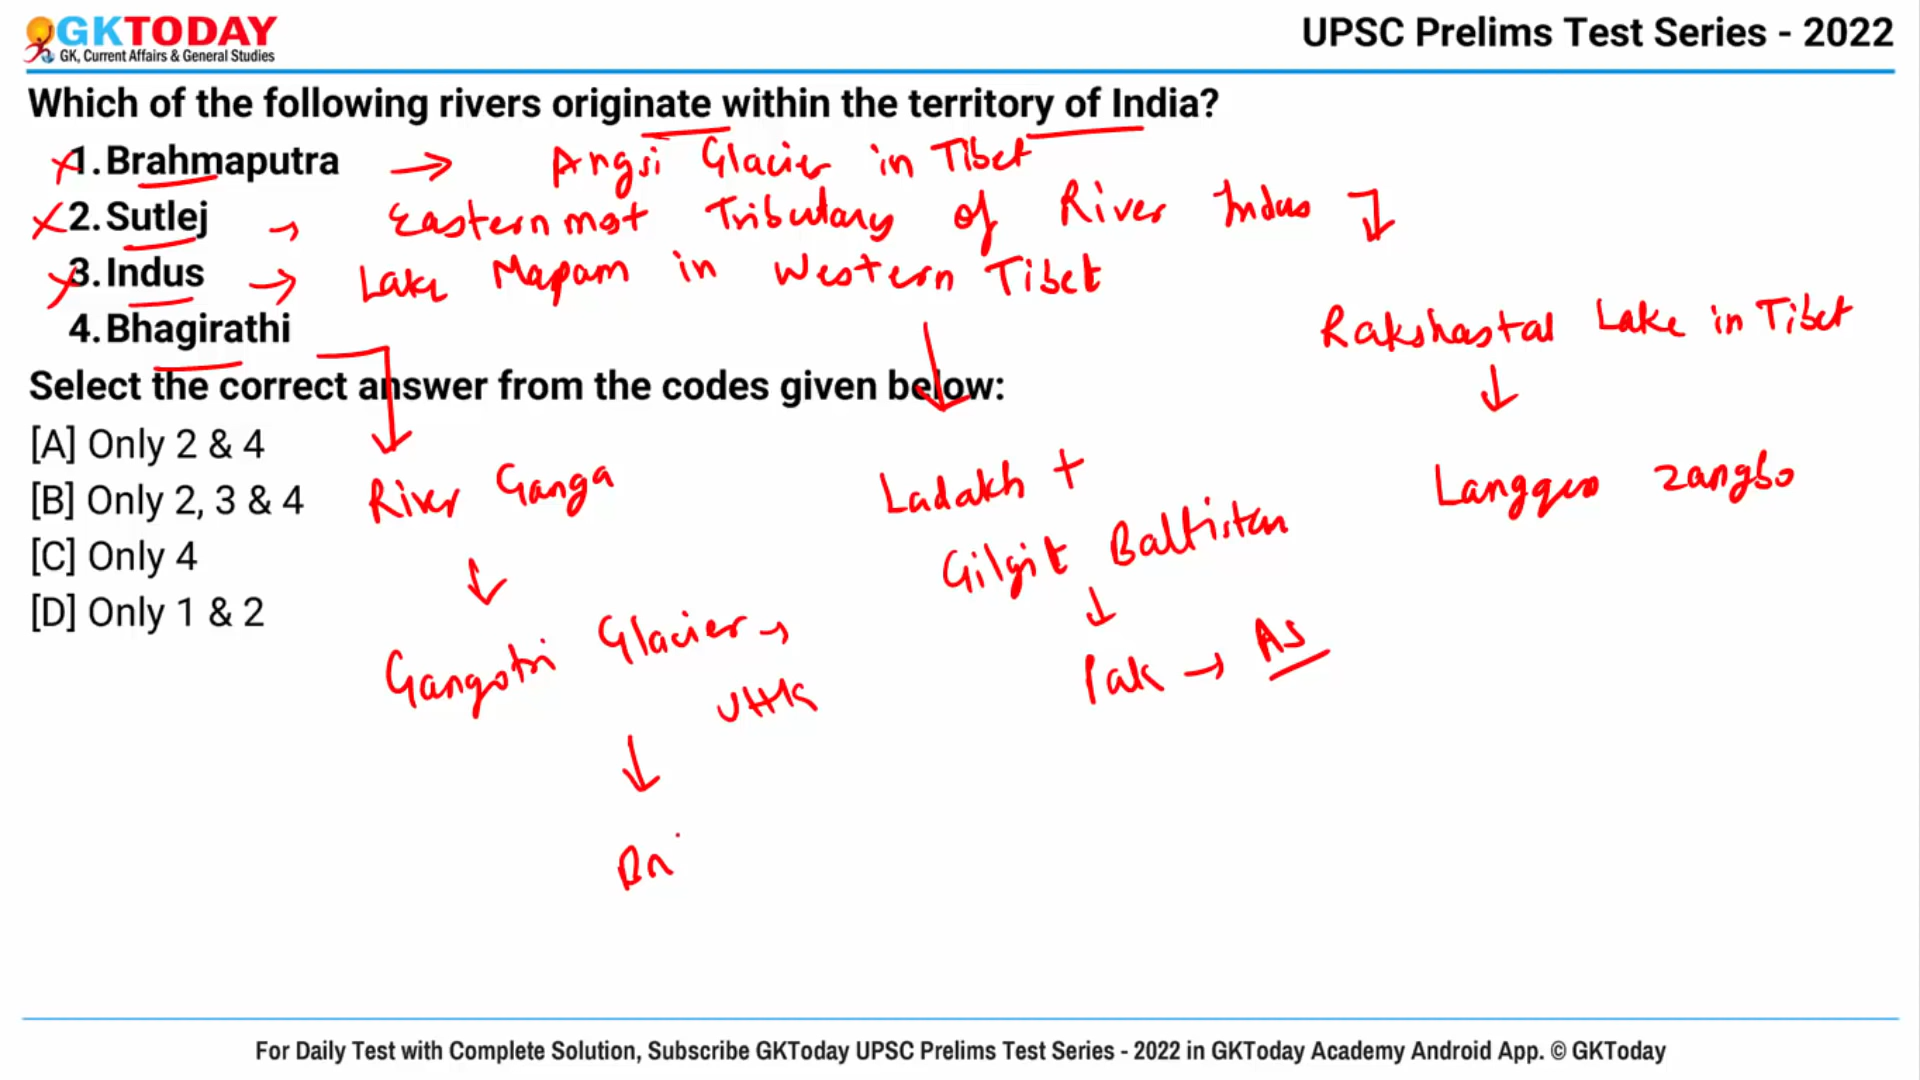 GKTODAY
GK, Current Affairs & General Studies
UPSC Prelims Test Series - 2022
Which of the following rivers originate within the territory of India?
1. Brahmaputra → Angsi Glacier in Tibet
2. Sutlej → Easternmost Tributary of River Indus
3. Indus → Lake Mapam in Western Tibet
4. Bhagirathi
Rakshastal Lake in Tibet
Select the correct answer from the codes given below:
[A] Only 2 & 4
[B] Only 2, 3 & 4
[C] Only 4
[D] Only 1 & 2
River Ganga
Gangotri Glacier →
UttK
Ladakh +
Gilgit Baltistan
Pak → AS
zangbo
For Daily Test with Complete Solution, Subscribe GKToday UPSC Prelims Test Series - 2022 in GKToday Academy Android App. © GKToday